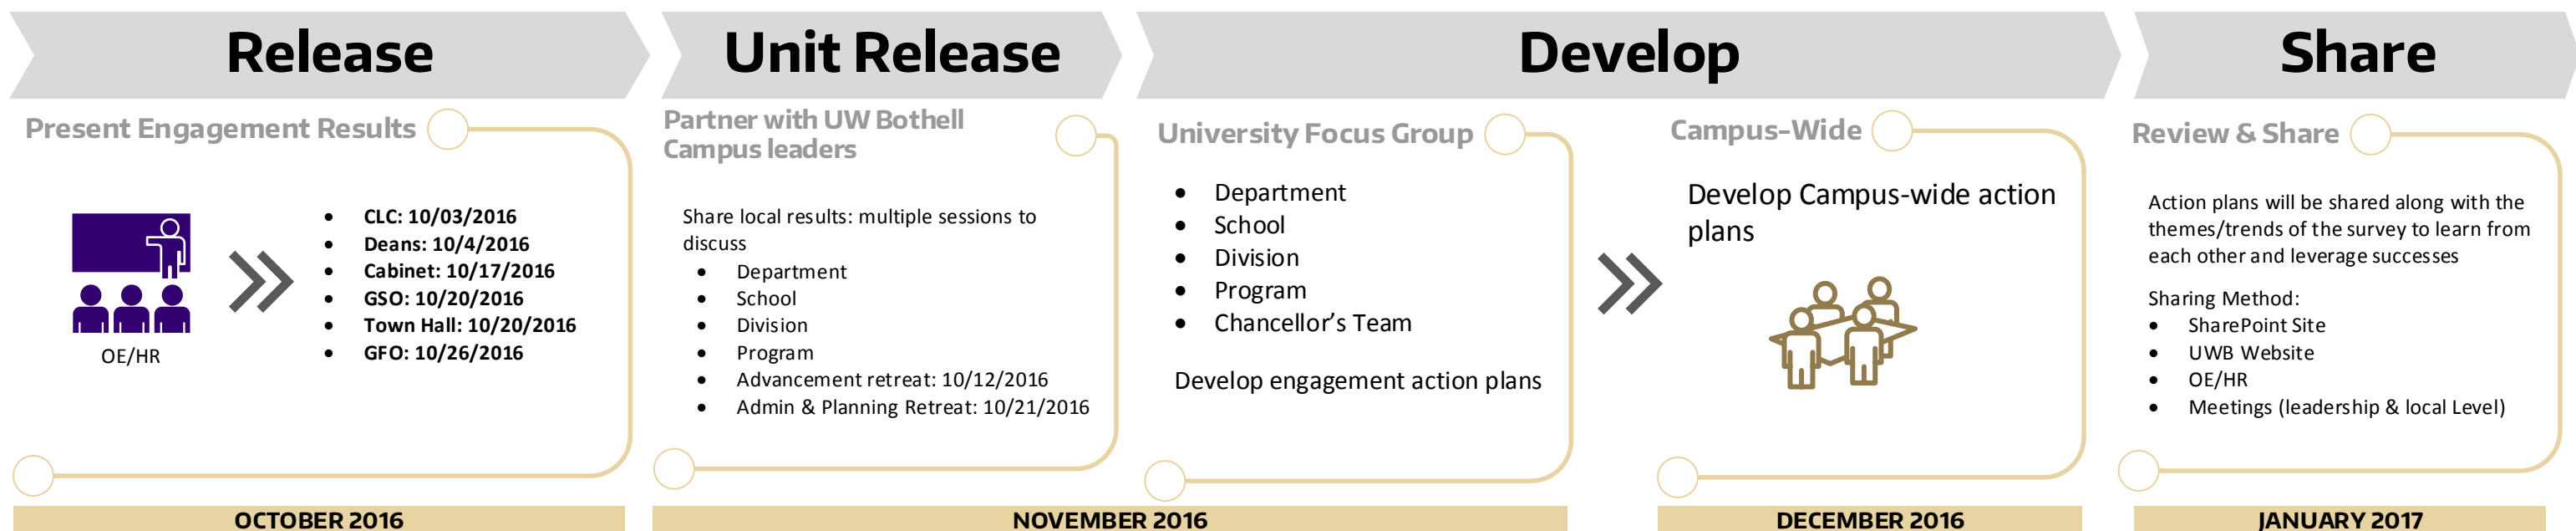 Release
Unit Release
Develop
Share
Present Engagement Results
OE/HR
• CLC: 10/03/2016
• Deans: 10/4/2016
• Cabinet: 10/17/2016
• GSO: 10/20/2016
• Town Hall: 10/20/2016
• GFO: 10/26/2016
Partner with UW Bothell
Campus leaders
Share local results: multiple sessions to
discuss
• Department
• School
• Division
• Program
• Advancement retreat: 10/12/2016
• Admin & Planning Retreat: 10/21/2016
University Focus Group
• Department
• School
• Division
• Program
• Chancellor’s Team
Develop engagement action plans
Campus-Wide
Develop Campus-wide action
plans
Review & Share
Action plans will be shared along with the
themes/trends of the survey to learn from
each other and leverage successes
Sharing Method:
• SharePoint Site
• UWB Website
• OE/HR
• Meetings (leadership & local Level)
OCTOBER 2016
NOVEMBER 2016
DECEMBER 2016
JANUARY 2017